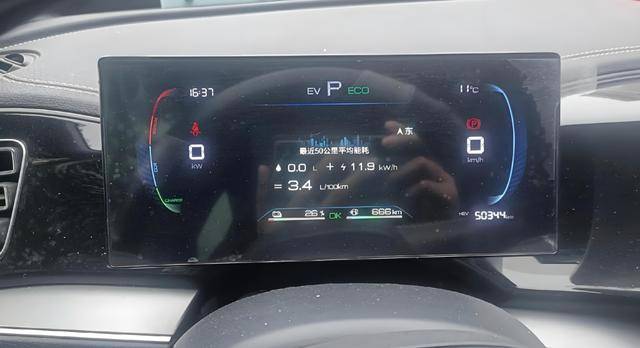 16:37
EV P ECO
11°C
东
0
kW
最近50公里平均能耗
0.0 L + 11.9 kW/h
= 3.4 L/100km
0
km/h
CHARGE
26 % OK 666 km
HEV 50344 km